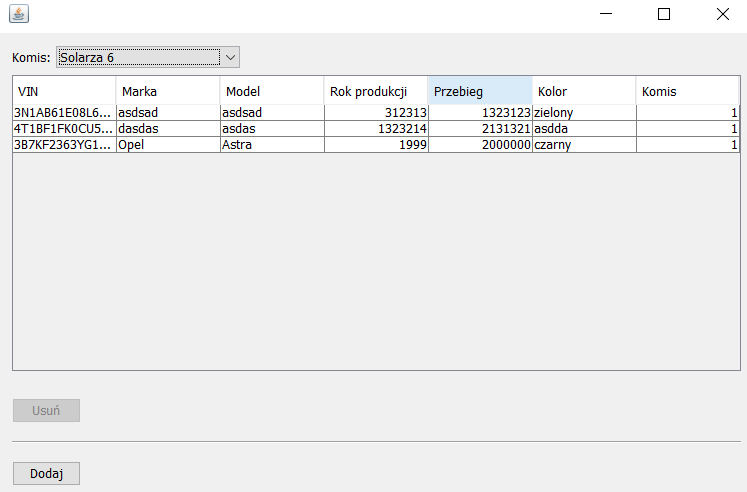 Komis: Solarza 6
VIN Marka Model Rok produkcji Przebieg Kolor Komis
3N1AB61E08L6... asdsad asdsad 312313 1323123 zielony 1
4T1BF1FK0CU5... dasdas asdas 1323214 2131321 asdda 1
3B7KF2363YG1... Opel Astra 1999 2000000 czarny 1
Usuń
Dodaj